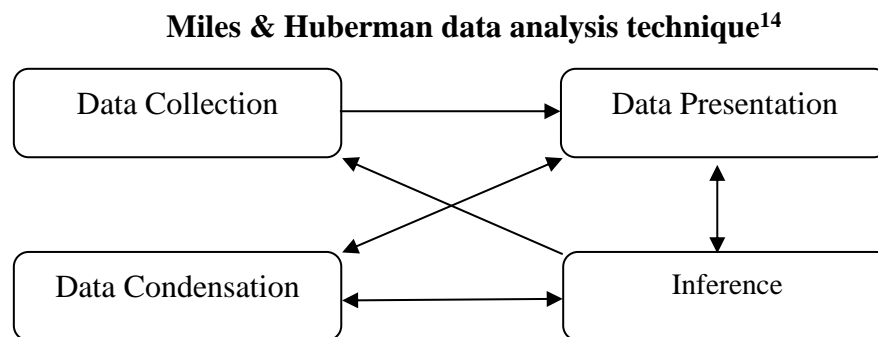 Miles & Huberman data analysis technique14
Data Collection
Data Presentation
Data Condensation
Inference